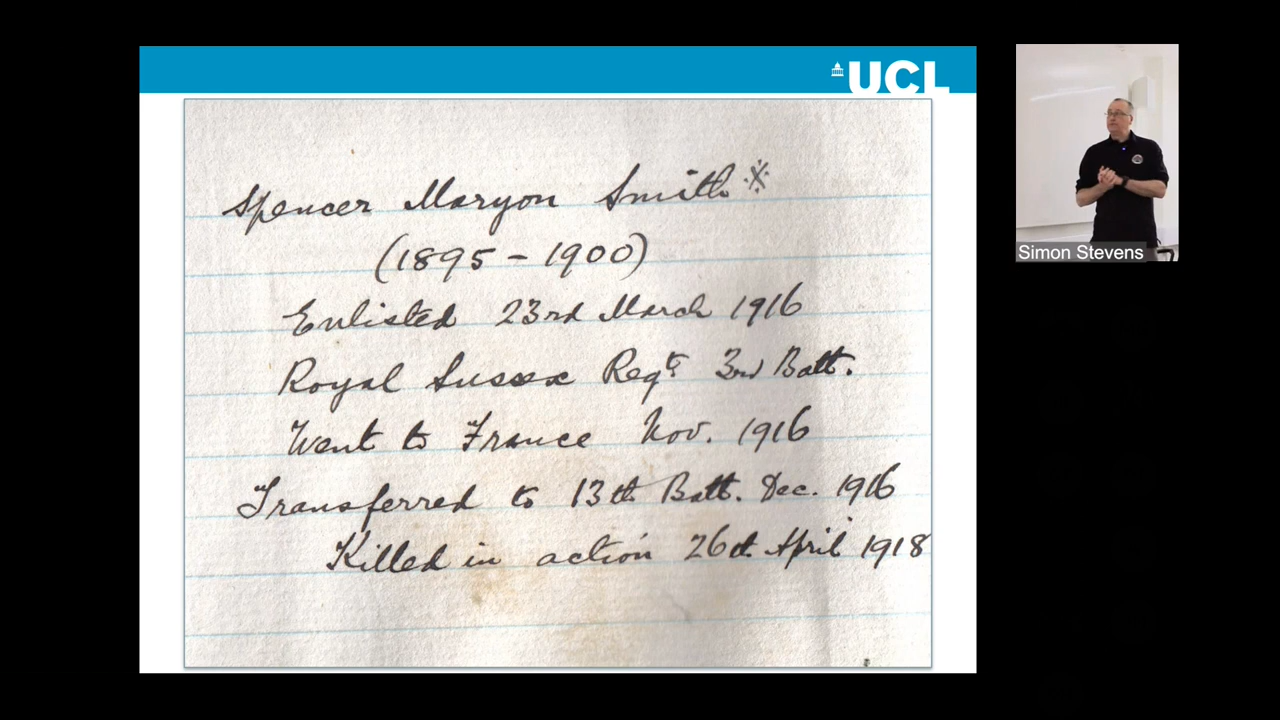 UCL
Spencer Maryon Smith ※
(1895 - 1900)
Enlisted 23rd March 1916
Royal Sussex Regt. 3rd Batt.
Went to France Nov. 1916
Transferred to 13th Batt. Dec. 1916
Killed in action 26th April 1918
Simon Stevens